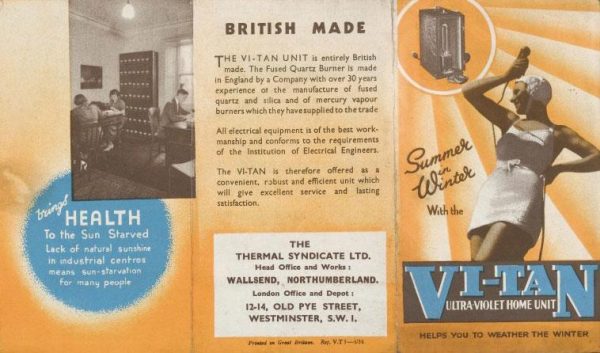 brings
HEALTH
To the Sun Starved
Lack of natural sunshine
in industrial centres
means sun-starvation
for many people
BRITISH MADE
THE VI-TAN UNIT is entirely British
made. The Fused Quartz Burner is made
in England by a Company with over 30 years
experience of the manufacture of fused
quartz and silica and of mercury vapour
burners which they have supplied to the trade
All electrical equipment is of the best work-
manship and conforms to the requirements
of the Institution of Electrical Engineers.
The VI-TAN is therefore offered as a
convenient, robust and efficient unit which
will give excellent service and lasting
satisfaction.
THE
THERMAL SYNDICATE LTD.
Head Office and Works :
WALLSEND, NORTHUMBERLAND.
London Office and Depot :
12-14, OLD PYE STREET,
WESTMINSTER, S.W. 1.
Printed in Great Britain.
Summer
in
Winter
With the
VI-TAN
ULTRA-VIOLET HOME UNIT
HELPS YOU TO WEATHER THE WINTER